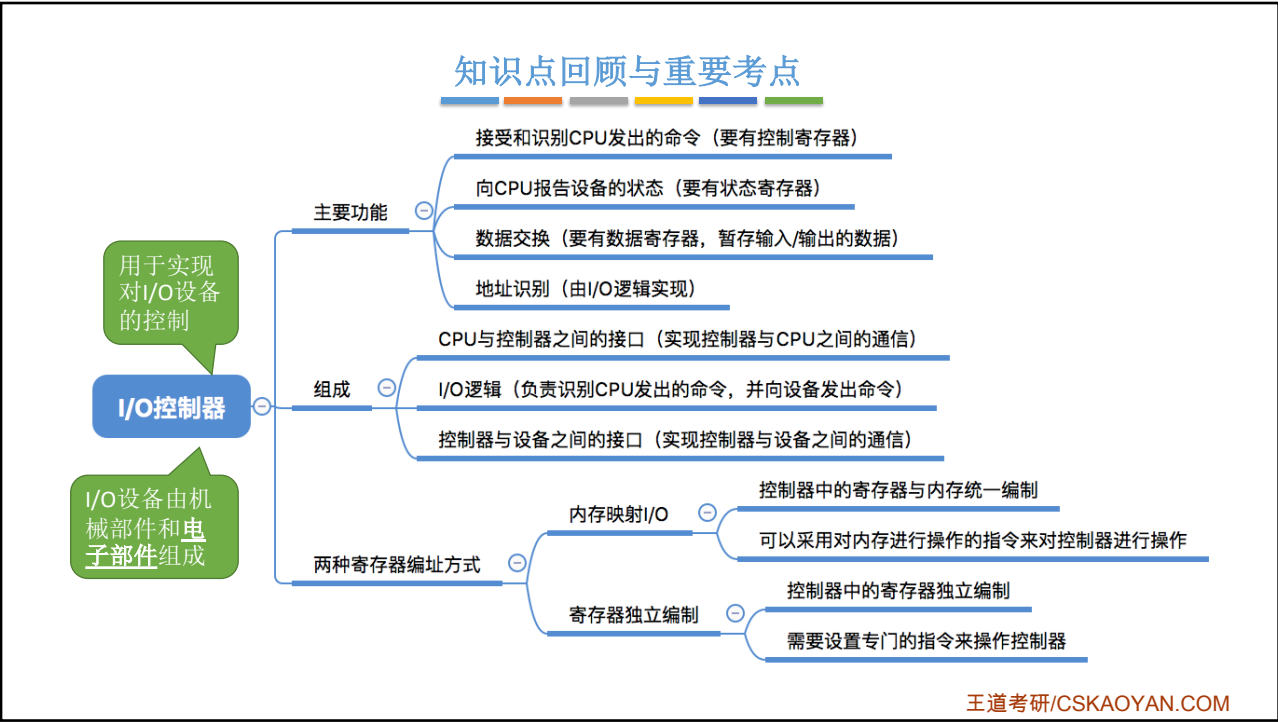 知识点回顾与重要考点
接受和识别CPU发出的命令（要有控制寄存器）
向CPU报告设备的状态（要有状态寄存器）
主要功能
数据交换（要有数据寄存器，暂存输入/输出的数据）
地址识别（由I/O逻辑实现）
用于实现
对I/O设备
的控制
CPU与控制器之间的接口（实现控制器与CPU之间的通信）
组成
I/O逻辑（负责识别CPU发出的命令，并向设备发出命令）
I/O控制器
控制器与设备之间的接口（实现控制器与设备之间的通信）
I/O设备由机
械部件和电
子部件组成
控制器中的寄存器与内存统一编制
内存映射I/O
可以采用对内存进行操作的指令来对控制器进行操作
两种寄存器编址方式
控制器中的寄存器独立编制
寄存器独立编制
需要设置专门的指令来操作控制器
王道考研/CSKAOYAN.COM